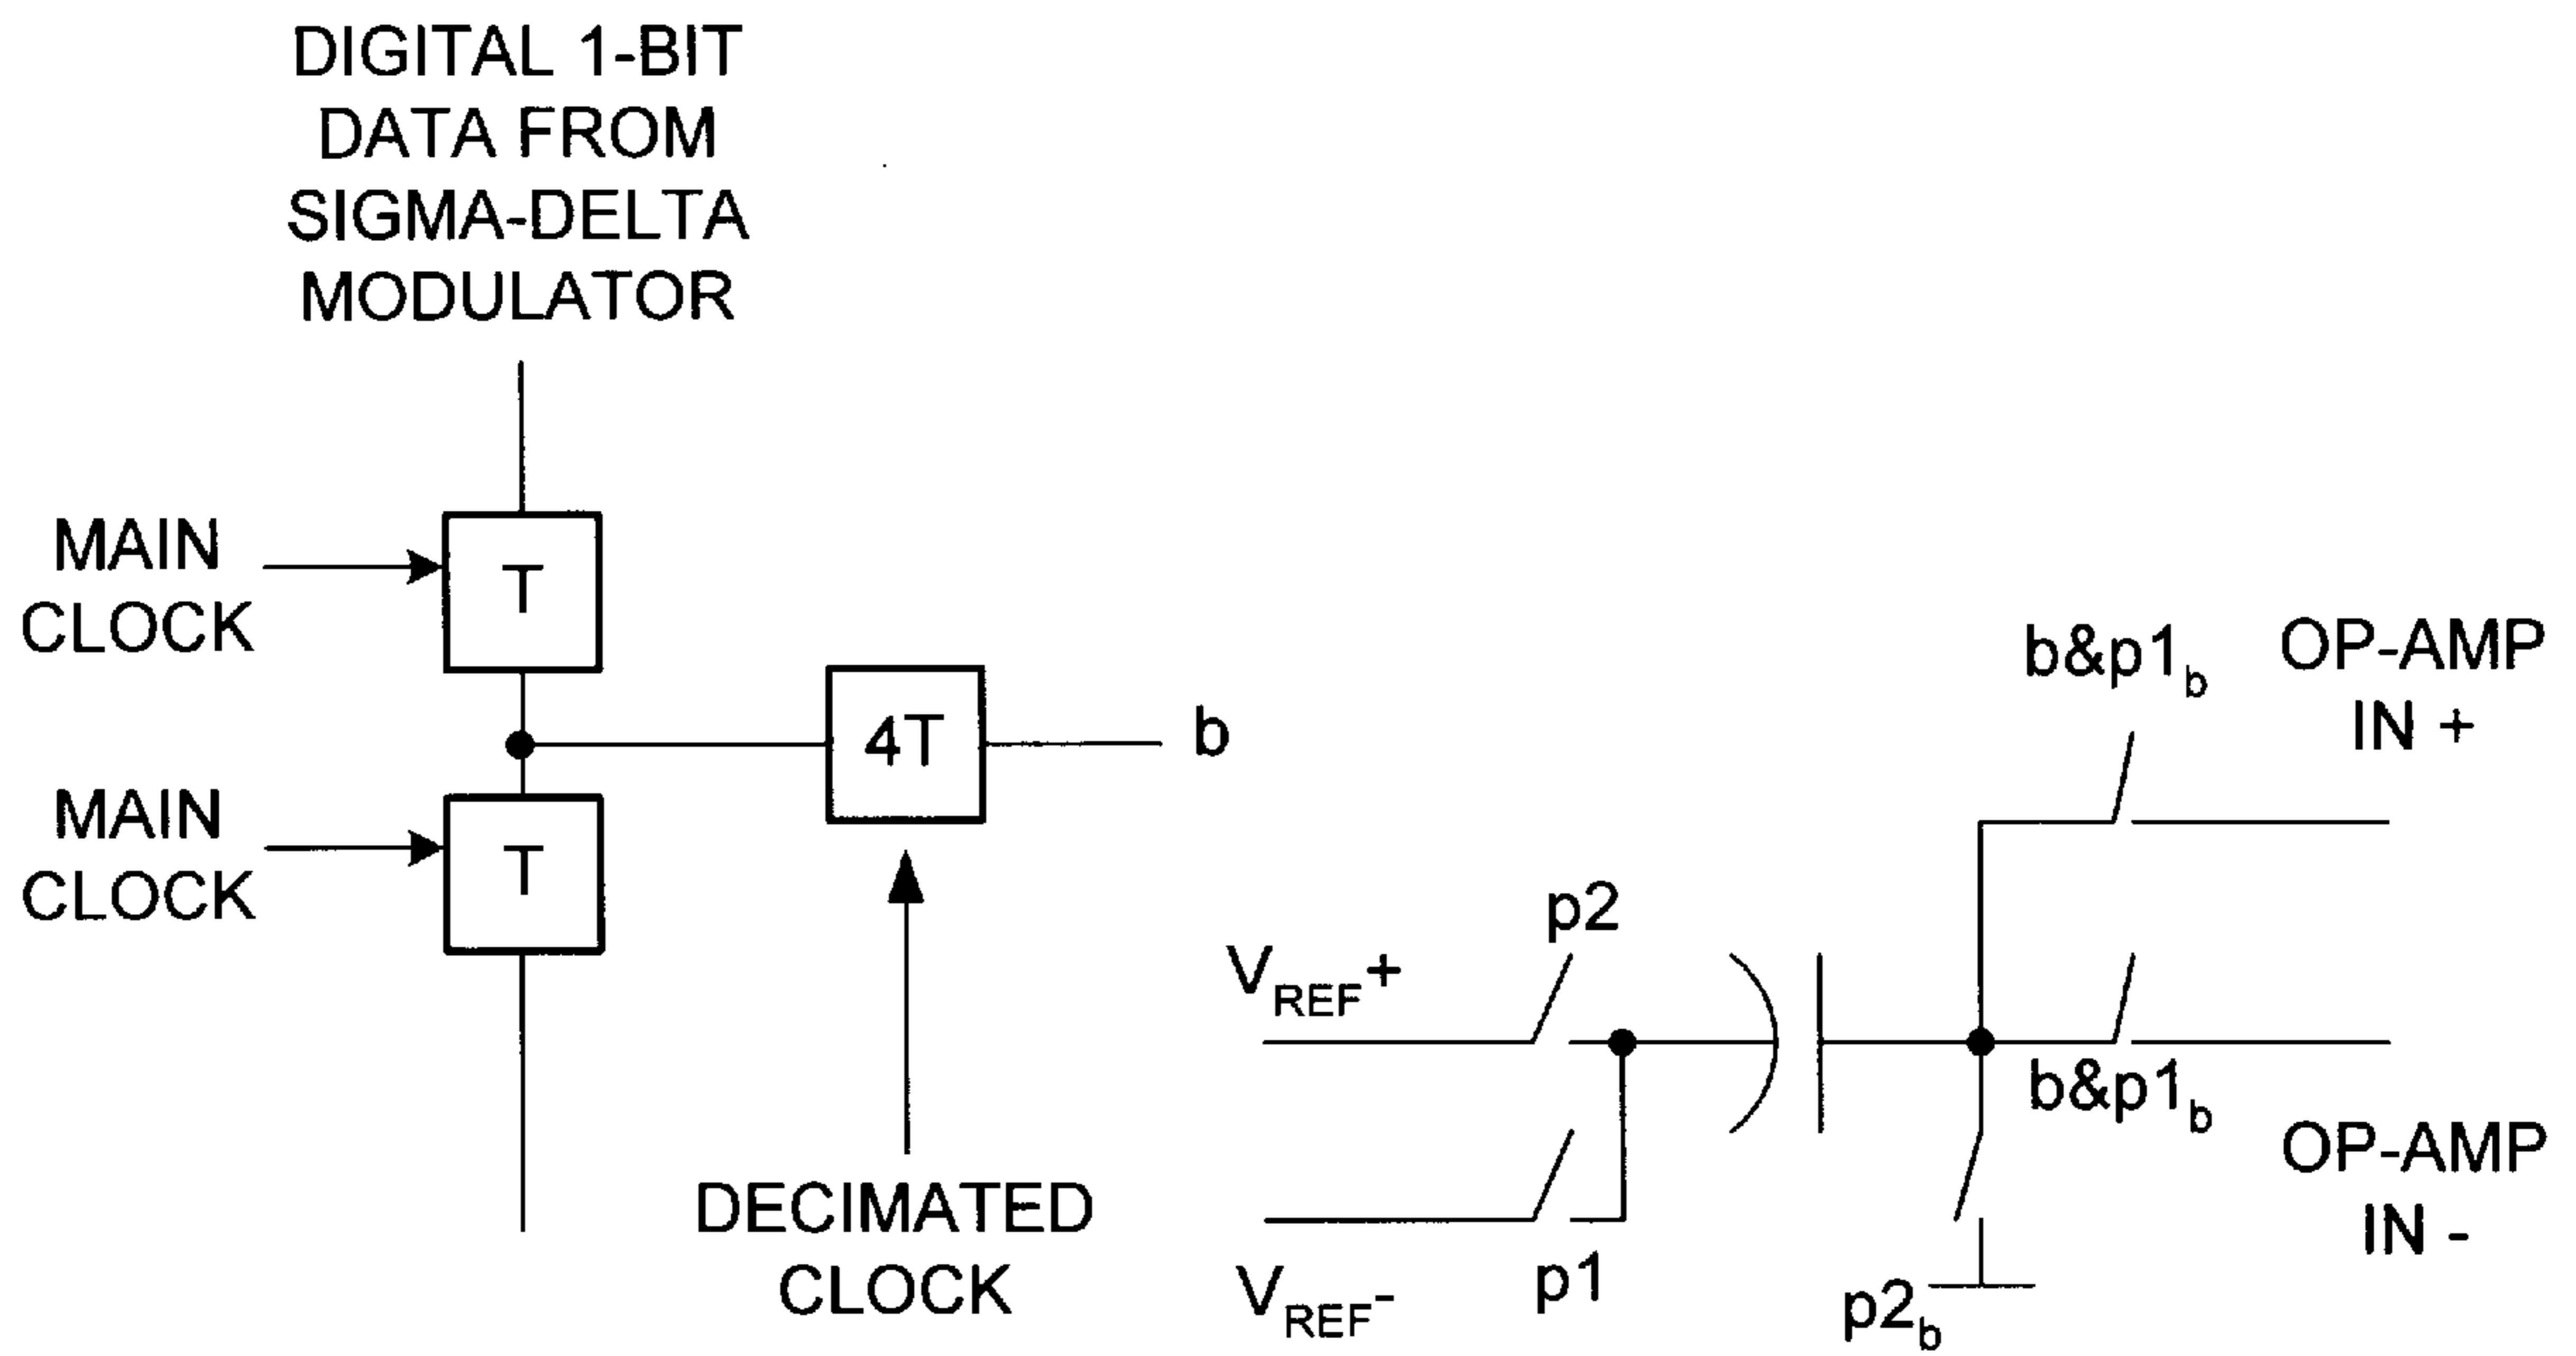 DIGITAL 1-BIT
DATA FROM
SIGMA-DELTA
MODULATOR
MAIN
CLOCK
T
MAIN
CLOCK
T
4T
b
DECIMATED
CLOCK
b&p1b
OP-AMP
IN +
p2
VREF+
b&p1b
OP-AMP
IN -
p1
VREF-
p2b